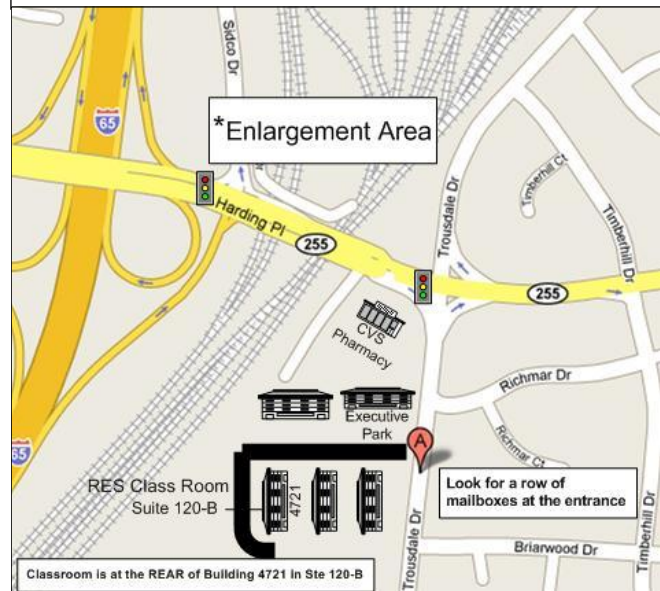 Sidco Dr
65
*Enlargement Area
Harding Pl
255
Trousdale Dr
Timberhill Ct
Timberhill Dr
255
CVS
Pharmacy
Richmar Dr
Executive
Park
A
Richmar Ct
65
RES Class Room
Suite 120-B
4721
Look for a row of
mailboxes at the entrance
Trousdale Dr
Briarwood Dr
Timberhill Dr
Classroom is at the REAR of Building 4721 in Ste 120-B